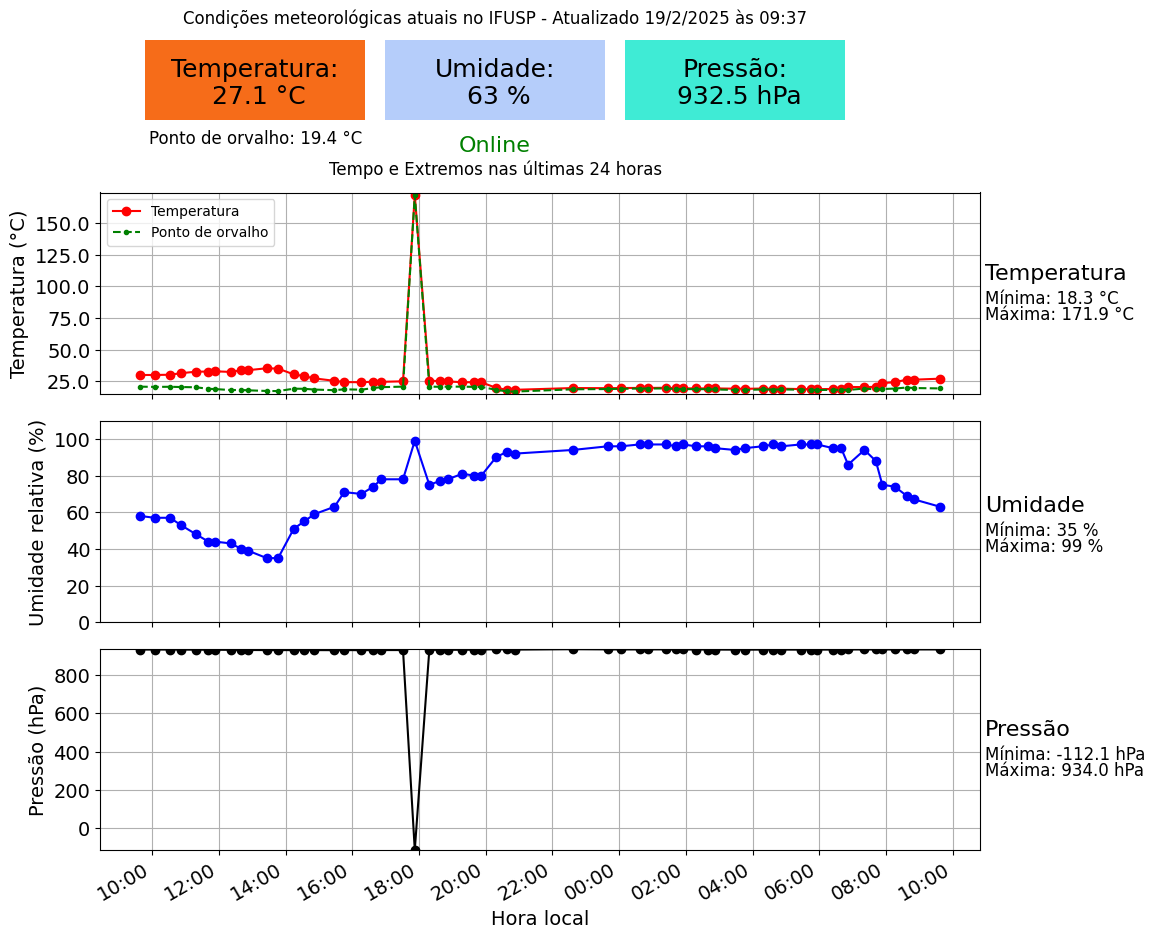 Condições meteorológicas atuais no IFUSP - Atualizado 19/2/2025 às 09:37
Temperatura:
27.1 °C
Umidade:
63 %
Pressão:
932.5 hPa
Ponto de orvalho: 19.4 °C
Online
Tempo e Extremos nas últimas 24 horas
Temperatura (°C)
150.0
125.0
100.0
75.0
50.0
25.0
Temperatura
Ponto de orvalho
Temperatura
Mínima: 18.3 °C
Máxima: 171.9 °C
Umidade relativa (%)
100
80
60
40
20
0
Umidade
Mínima: 35 %
Máxima: 99 %
Pressão (hPa)
800
600
400
200
0
Pressão
Mínima: -112.1 hPa
Máxima: 934.0 hPa
10:00
12:00
14:00
16:00
18:00
20:00
22:00
00:00
02:00
04:00
06:00
08:00
10:00
Hora local